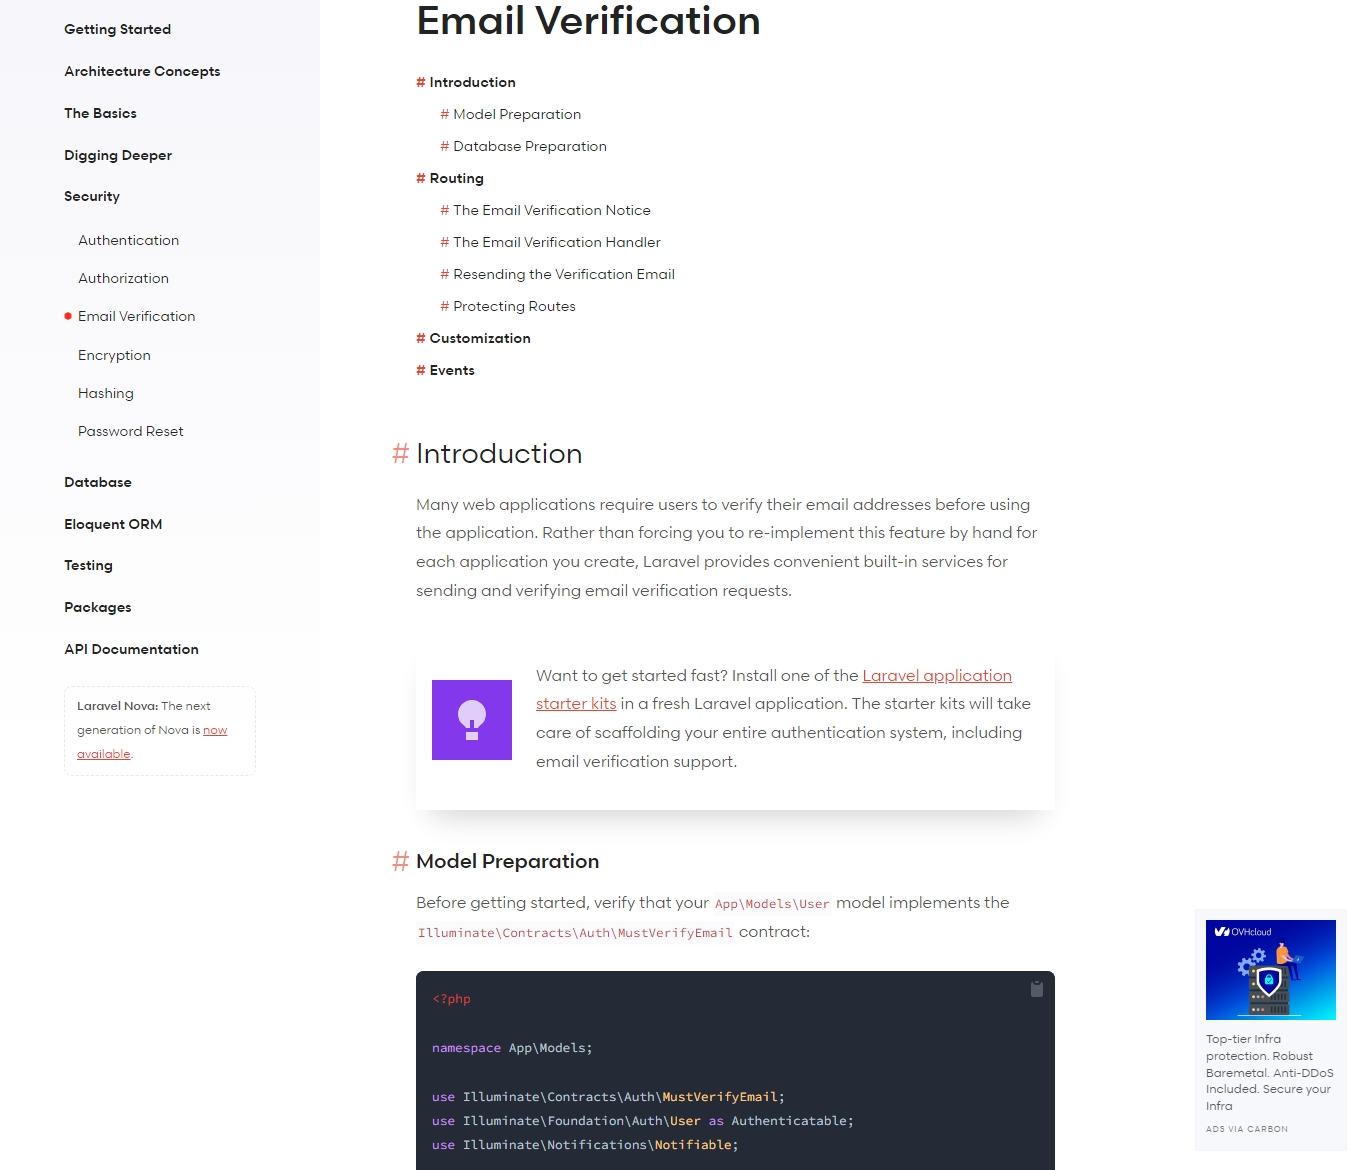 Getting Started
Architecture Concepts
The Basics
Digging Deeper
Security
Authentication
Authorization
Email Verification
Encryption
Hashing
Password Reset
Database
Eloquent ORM
Testing
Packages
API Documentation
Laravel Nova: The next
generation of Nova is now
available.
Email Verification
# Introduction
# Model Preparation
# Database Preparation
# Routing
# The Email Verification Notice
# The Email Verification Handler
# Resending the Verification Email
# Protecting Routes
# Customization
# Events
# Introduction
Many web applications require users to verify their email addresses before using
the application. Rather than forcing you to re-implement this feature by hand for
each application you create, Laravel provides convenient built-in services for
sending and verifying email verification requests.
Want to get started fast? Install one of the Laravel application
starter kits in a fresh Laravel application. The starter kits will take
care of scaffolding your entire authentication system, including
email verification support.
# Model Preparation
Before getting started, verify that your App\Models\User model implements the
Illuminate\Contracts\Auth\MustVerifyEmail contract:
<?php
namespace App\Models;
use Illuminate\Contracts\Auth\MustVerifyEmail;
use Illuminate\Foundation\Auth\User as Authenticatable;
use Illuminate\Notifications\Notifiable;
OVHcloud
Top-tier Infra
protection. Robust
Baremetal. Anti-DDoS
Included. Secure your
Infra
ADS VIA CARBON